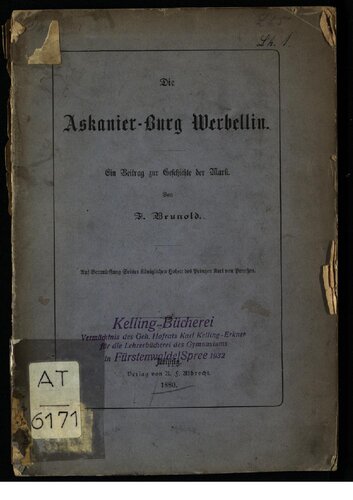 Lh. 1.
Die
Askanier-Burg Werbellin.
Ein Beitrag zur Geschichte der Mark.
Von
F. Brunold.
Auf Veranlassung Seiner Königlichen Hoheit des Prinzen Karl von Preußen.
Kelling-Bücherei
Vermächtnis des Geh. Hofrats Karl Kelling-Erkner
für die Lehrerbücherei des Gymnasiums
in Fürstenwalde/Spree 1932
Verlag von A. F. Albrecht.
1880.
AT
6171